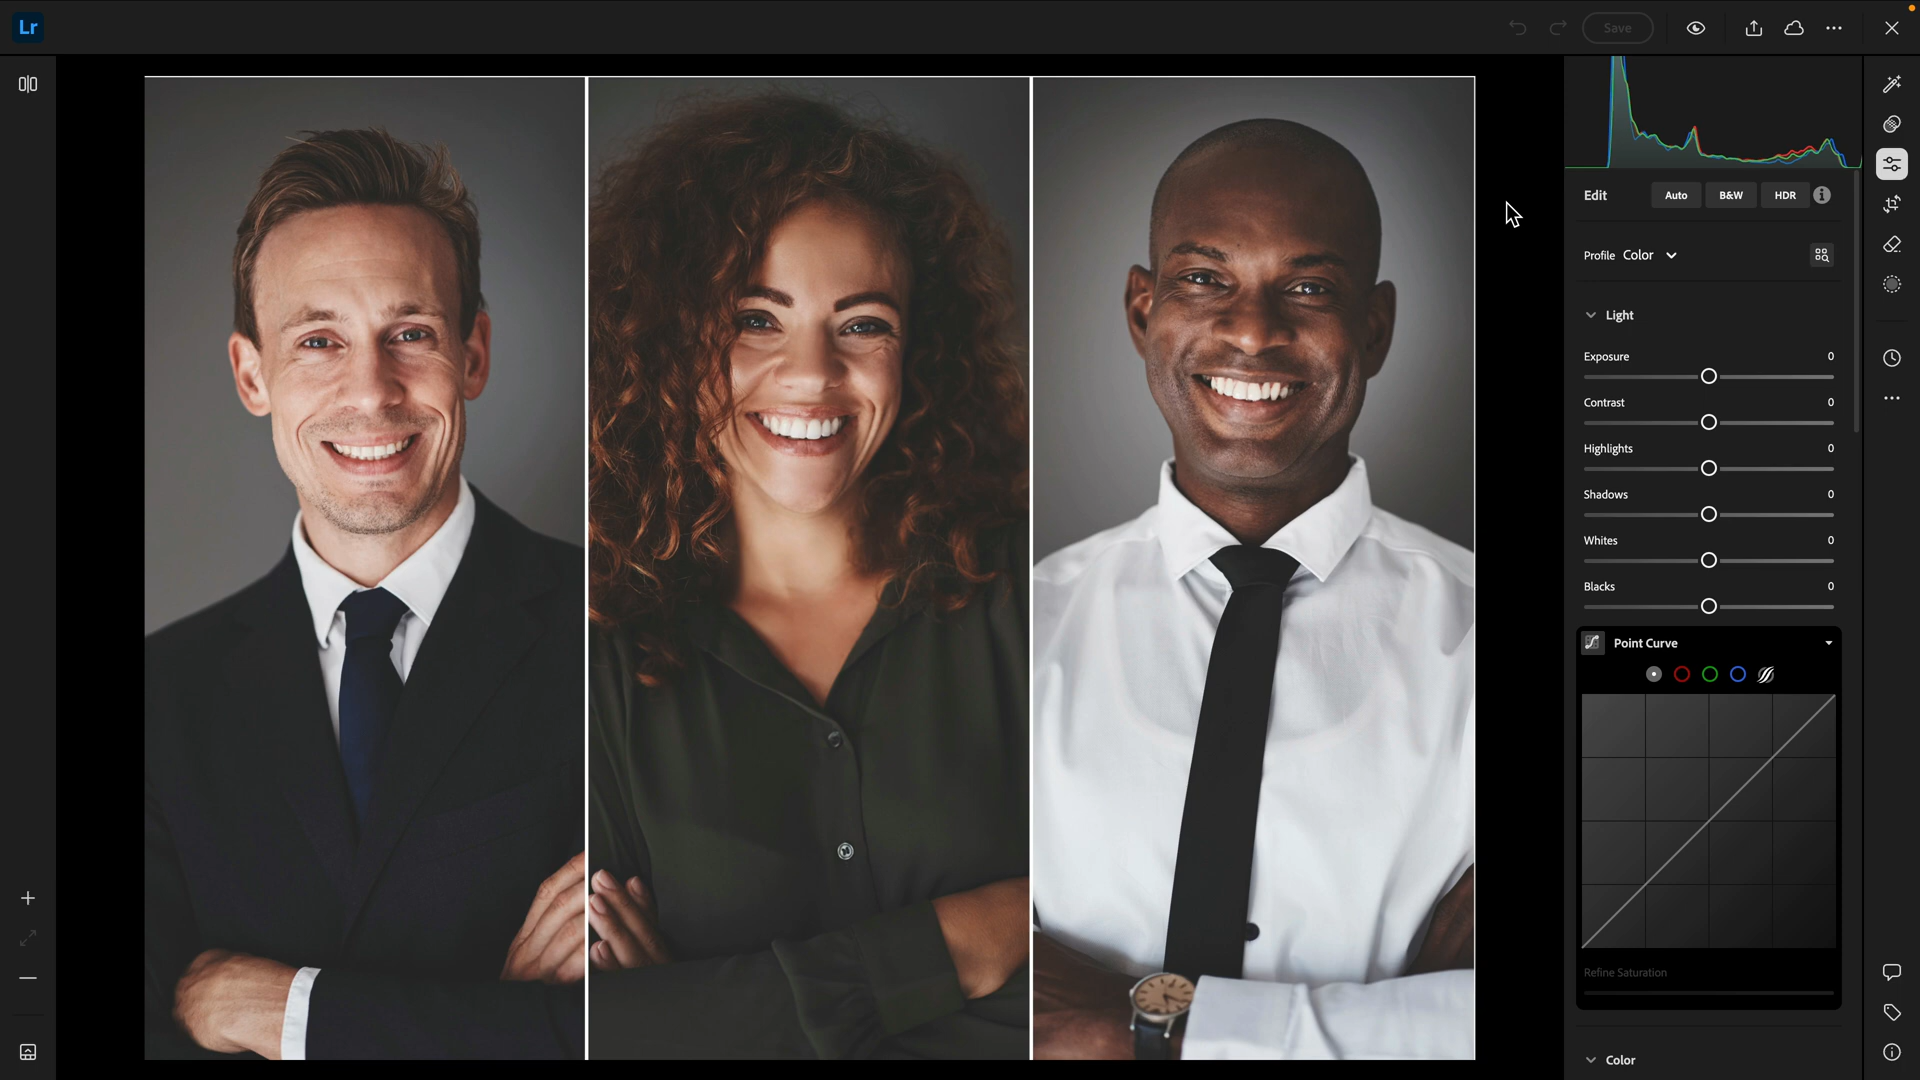 Lr
Save
Edit
Auto
B&W
HDR
Profile Color
Light
Exposure 0
Contrast 0
Highlights 0
Shadows 0
Whites 0
Blacks 0
Point Curve
Refine Saturation
Color